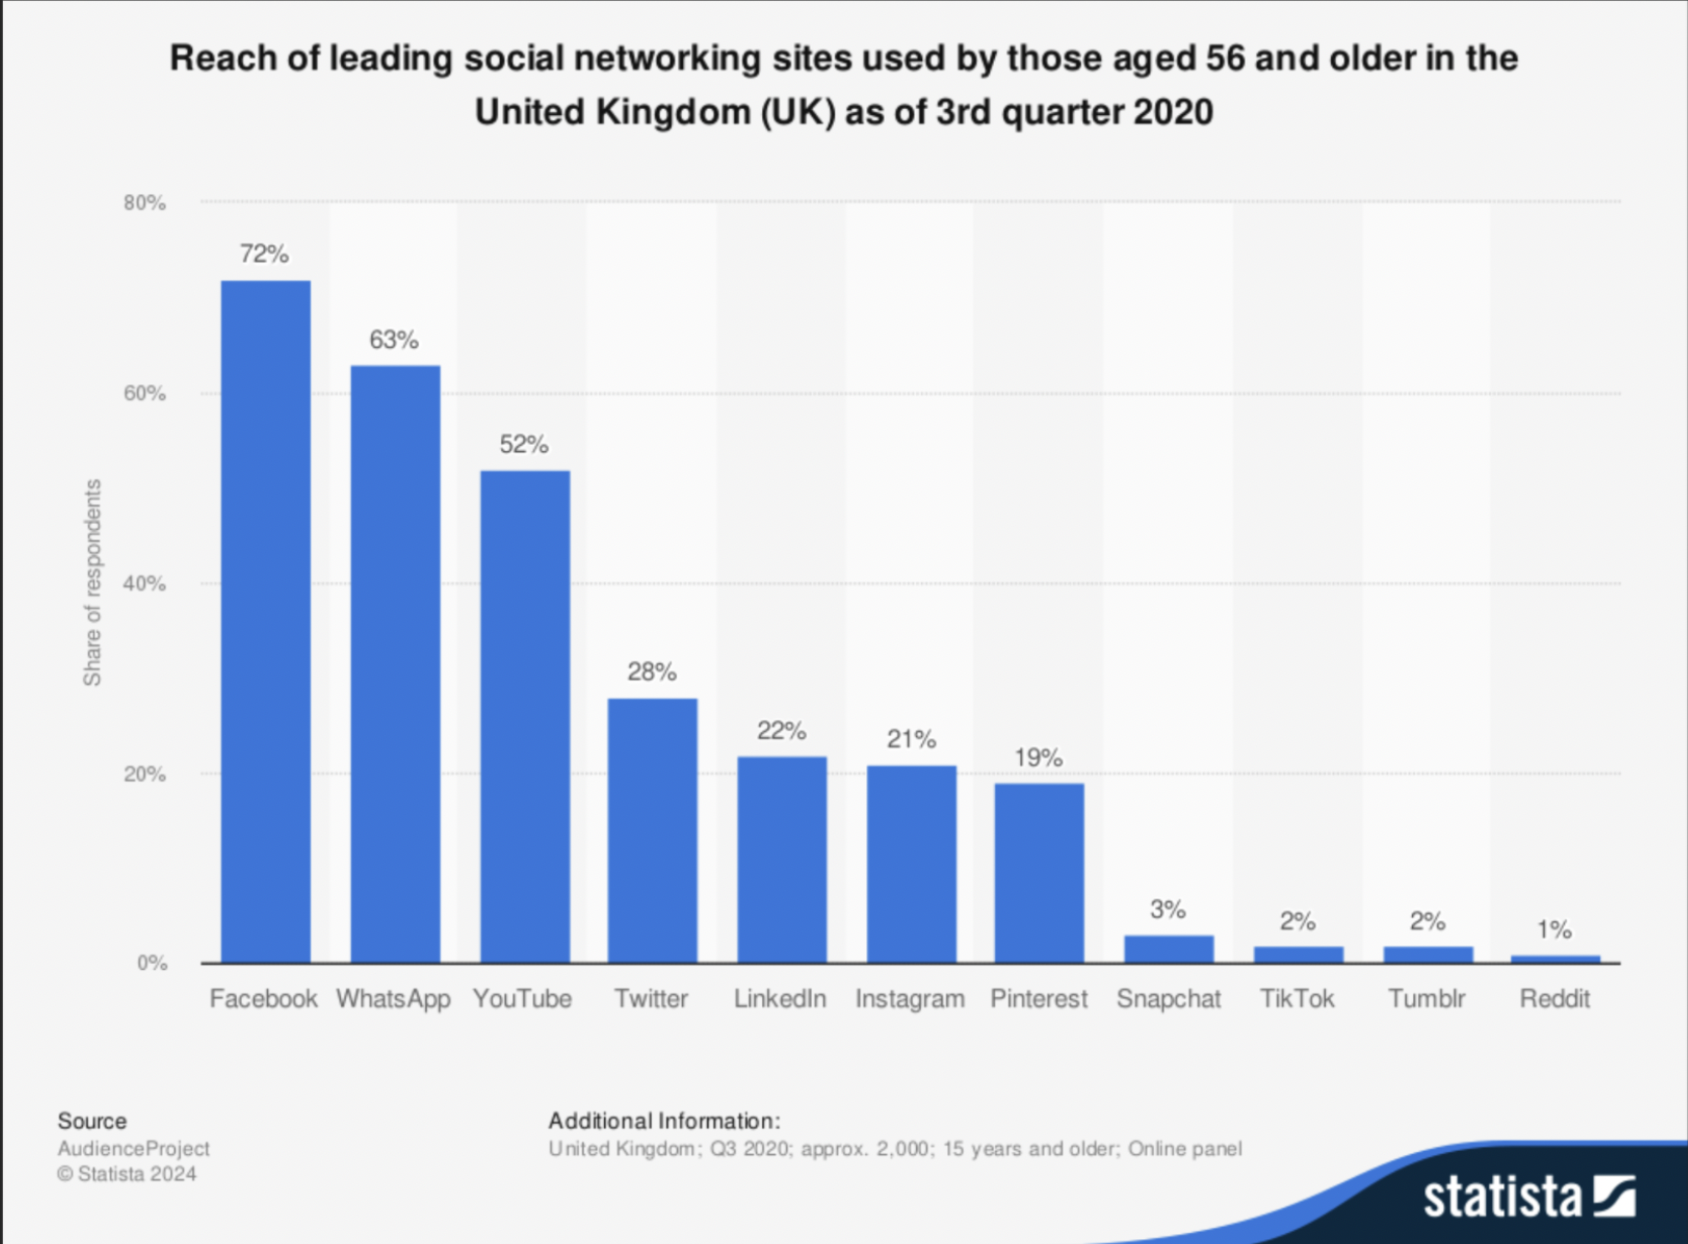 Reach of leading social networking sites used by those aged 56 and older in the
United Kingdom (UK) as of 3rd quarter 2020
80%
60%
40%
20%
0%
Share of respondents
72%
63%
52%
28%
22%
21%
19%
3%
2%
2%
1%
Facebook WhatsApp YouTube Twitter LinkedIn Instagram Pinterest Snapchat TikTok Tumblr Reddit
Source
AudienceProject
© Statista 2024
Additional Information:
United Kingdom; Q3 2020; approx. 2,000; 15 years and older; Online panel
statista